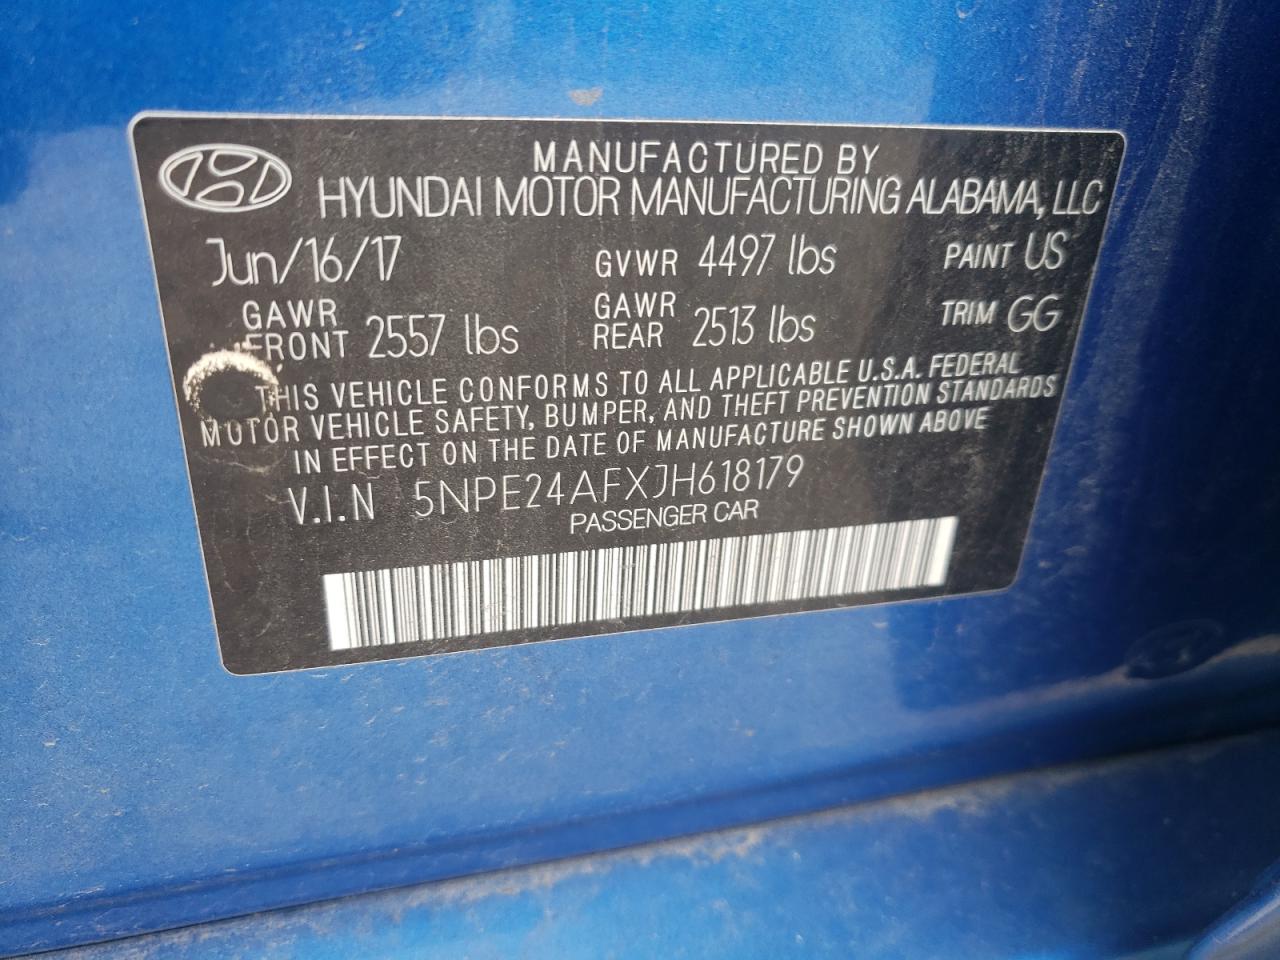 MANUFACTURED BY
HYUNDAI MOTOR MANUFACTURING ALABAMA, LLC
Jun/16/17 GVWR 4497 lbs PAINT US
GAWR FRONT 2557 lbs GAWR REAR 2513 lbs TRIM GG
THIS VEHICLE CONFORMS TO ALL APPLICABLE U.S.A. FEDERAL
MOTOR VEHICLE SAFETY, BUMPER, AND THEFT PREVENTION STANDARDS
IN EFFECT ON THE DATE OF MANUFACTURE SHOWN ABOVE
V.I.N 5NPE24AFXJH618179
PASSENGER CAR